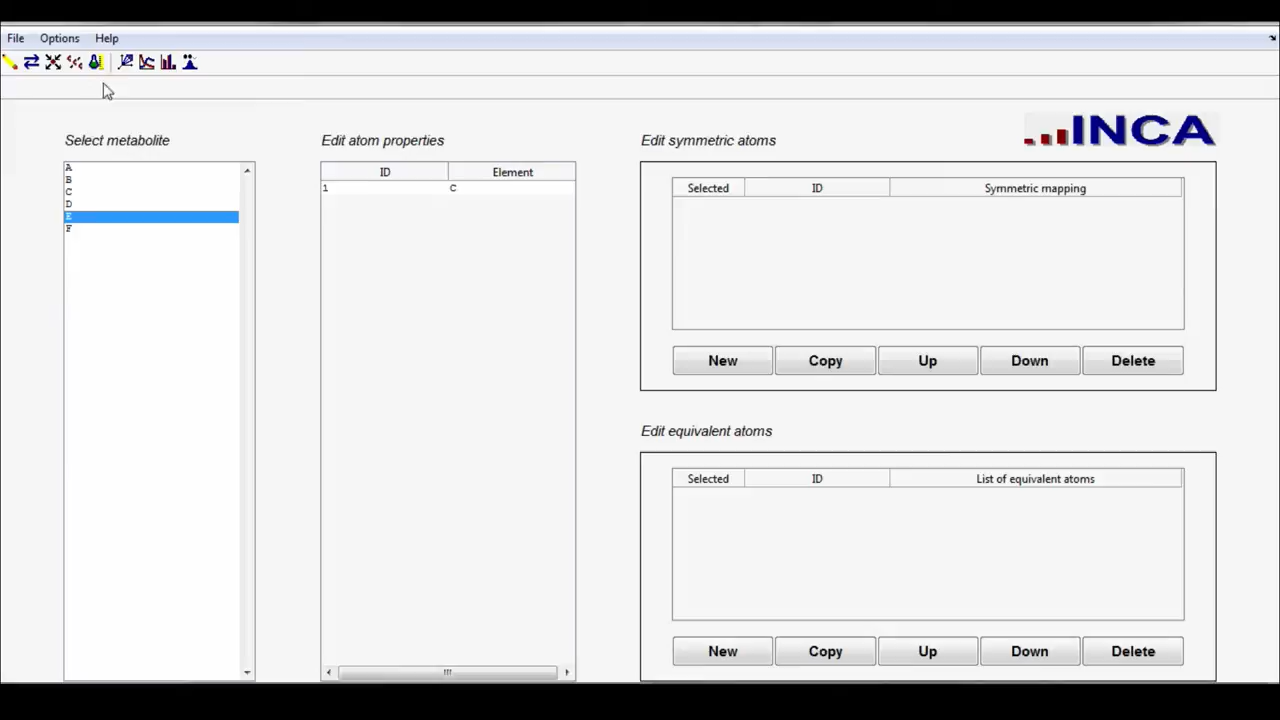 File Options Help
INCA
Select metabolite
A
B
C
D
E
F
Edit atom properties
ID Element
1 C
Edit symmetric atoms
Selected ID Symmetric mapping
New Copy Up Down Delete
Edit equivalent atoms
Selected ID List of equivalent atoms
New Copy Up Down Delete